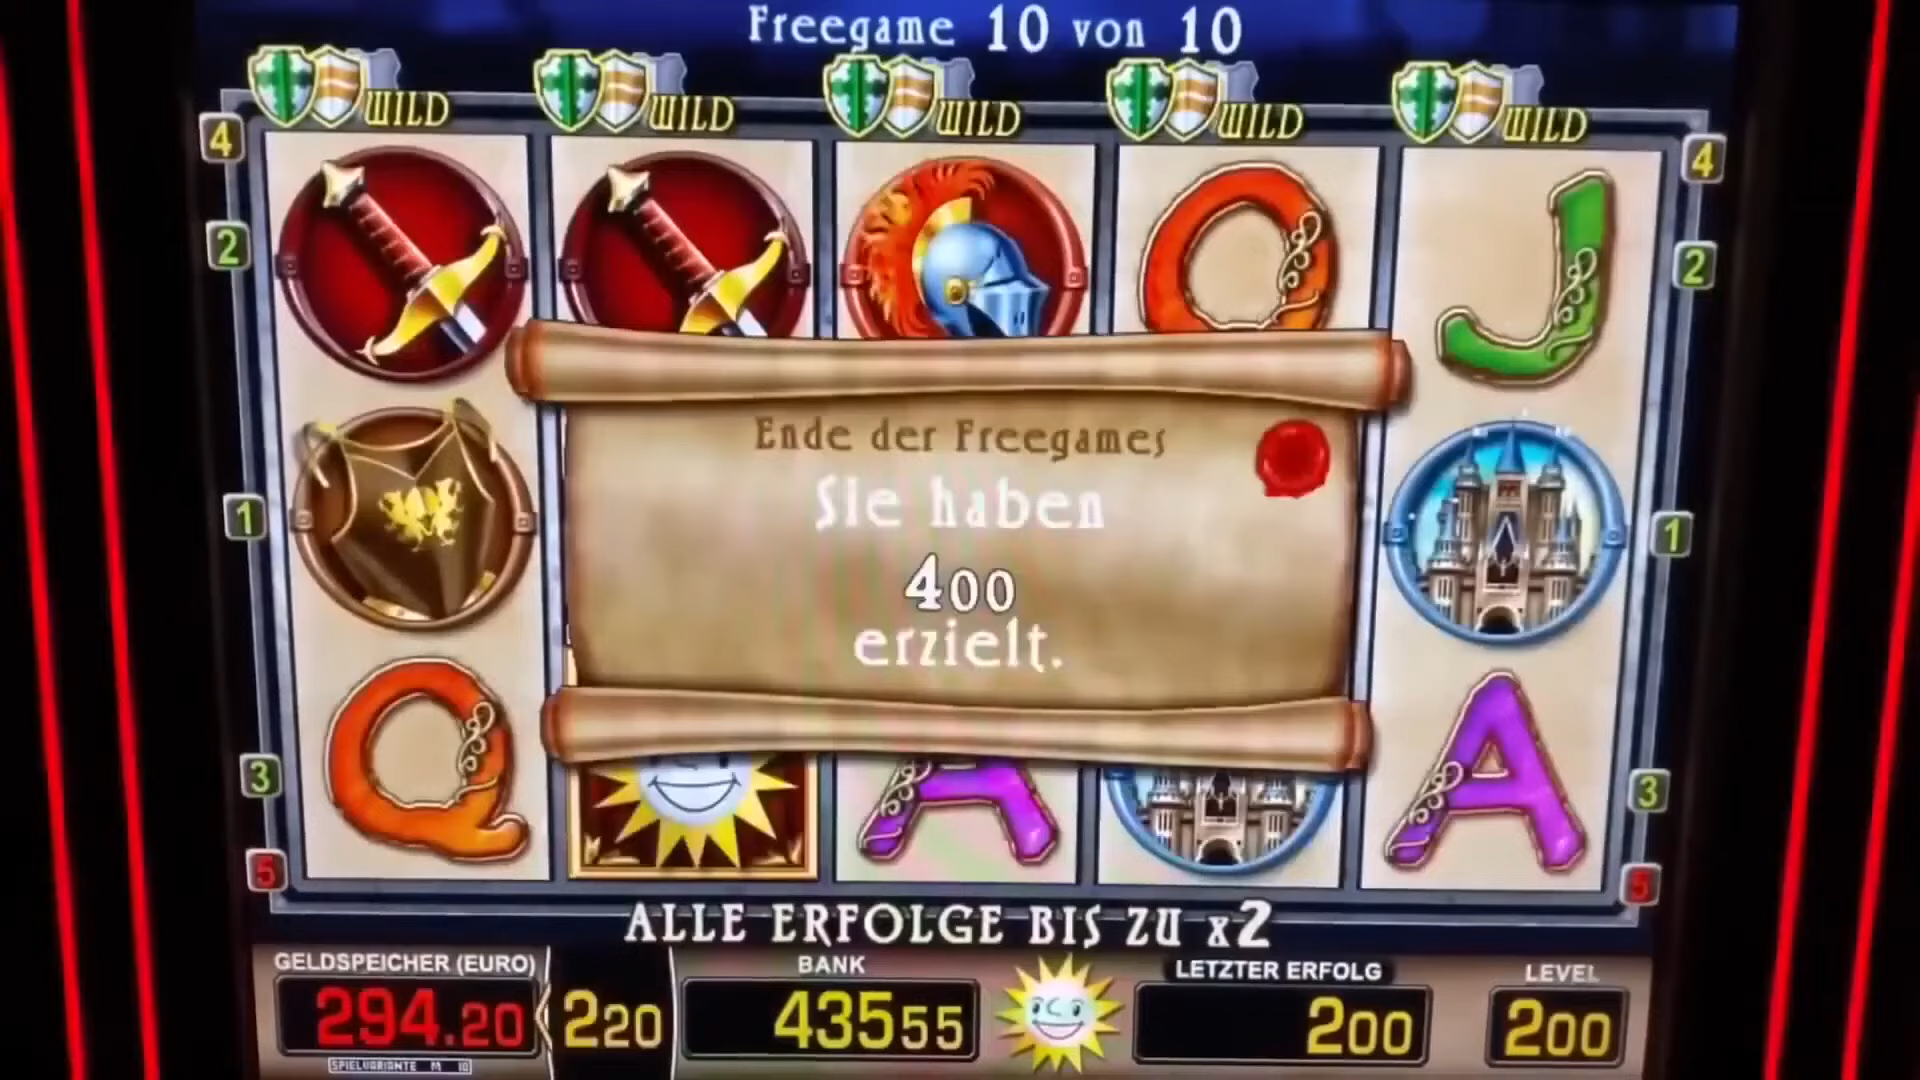 Freegame 10 von 10
WILD WILD WILD WILD WILD
4 4
2 2
Ende der Freegames
Sie haben
1 1
400
erzielt.
3 3
5 5
ALLE ERFOLGE BIS ZU x2
GELDSPEICHER (EURO) BANK LETZTER ERFOLG LEVEL
294.20 220 43555 200 200
SPIELVARIANTE M 10